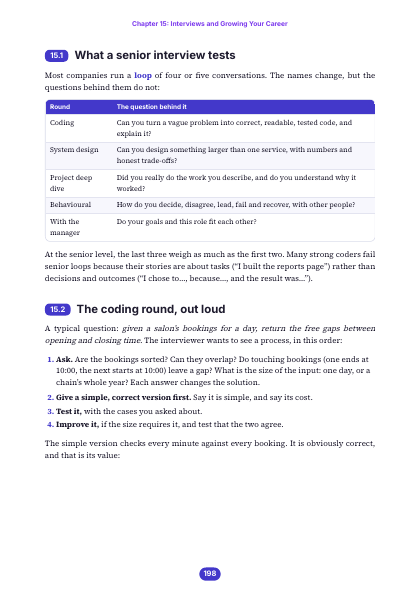 Chapter 15: Interviews and Growing Your Career
15.1 What a senior interview tests
Most companies run a loop of four or five conversations. The names change, but the
questions behind them do not:
Round The question behind it
Coding Can you turn a vague problem into correct, readable, tested code, and
explain it?
System design Can you design something larger than one service, with numbers and
honest trade-offs?
Project deep Did you really do the work you describe, and do you understand why it
dive worked?
Behavioural How do you decide, disagree, lead, fail and recover, with other people?
With the Do your goals and this role fit each other?
manager
At the senior level, the last three weigh as much as the first two. Many strong coders fail
senior loops because their stories are about tasks (“I built the reports page”) rather than
decisions and outcomes (“I chose to…, because…, and the result was…”).
15.2 The coding round, out loud
A typical question: given a salon’s bookings for a day, return the free gaps between
opening and closing time. The interviewer wants to see a process, in this order:
1. Ask. Are the bookings sorted? Can they overlap? Do touching bookings (one ends at
10:00, the next starts at 10:00) leave a gap? What is the size of the input: one day, or a
chain’s whole year? Each answer changes the solution.
2. Give a simple, correct version first. Say it is simple, and say its cost.
3. Test it, with the cases you asked about.
4. Improve it, if the size requires it, and test that the two agree.
The simple version checks every minute against every booking. It is obviously correct,
and that is its value:
198